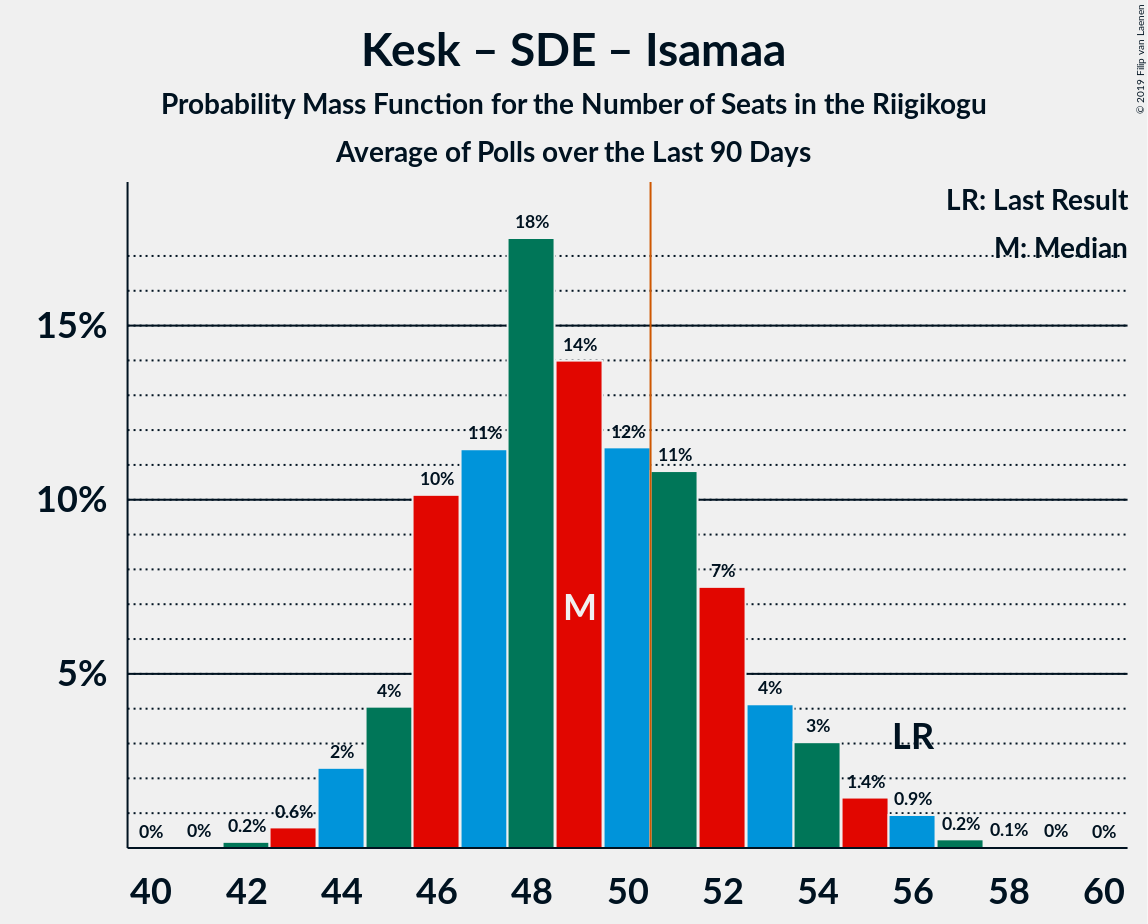 Kesk – SDE – Isamaa
Probability Mass Function for the Number of Seats in the Riigikogu
Average of Polls over the Last 90 Days
© 2019 Filip van Laenen
LR: Last Result
M: Median
15%
10%
5%
0%
0%
0.2%
0.6%
2%
4%
10%
11%
18%
14%
12%
11%
7%
4%
3%
1.4%
0.9%
0.2%
0.1%
0%
0%
M
LR
40 42 44 46 48 50 52 54 56 58 60